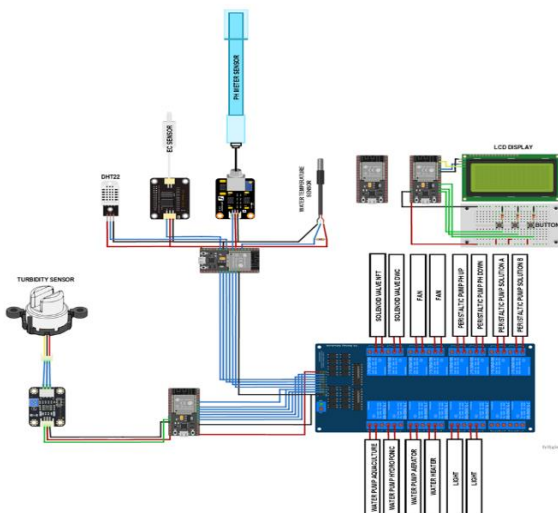 PH METER SENSOR
EC SENSOR
DHT22
WATER TEMPERATURE
SENSOR
LCD DISPLAY
BUTTON
TURBIDITY SENSOR
SOLENOID VALVE NFT
SOLENOID VALVE DWC
FAN
FAN
PERISTALTIC PUMP PH UP
PERISTALTIC PUMP PH DOWN
PERISTALTIC PUMP SOLUTION A
PERISTALTIC PUMP SOLUTION B
WATER PUMP AQUACULTURE
WATER PUMP HYDROPONIC
WATER PUMP AERATOR
WATER HEATER
LIGHT
LIGHT